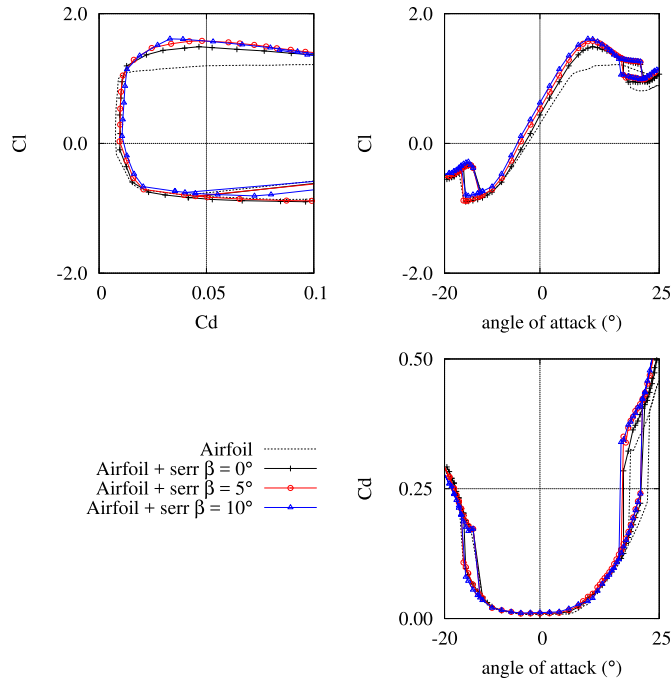 2.0
0.0
-2.0
Cl
0
0.05
0.1
Cd
2.0
0.0
-2.0
Cl
-20
0
25
angle of attack (°)
0.50
0.25
0.00
Cd
-20
0
25
angle of attack (°)
Airfoil
Airfoil + serr β = 0°
Airfoil + serr β = 5°
Airfoil + serr β = 10°